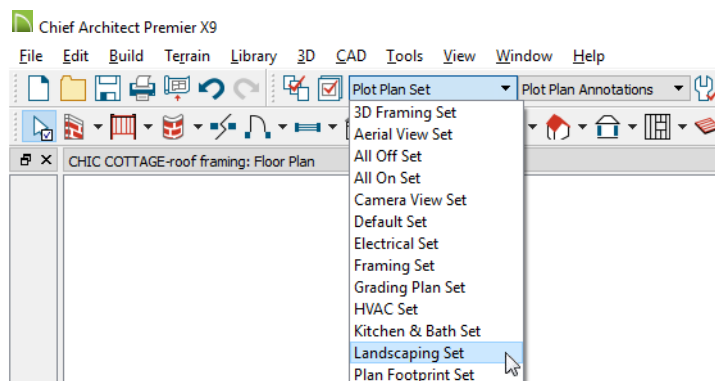 Chief Architect Premier X9
File Edit Build Terrain Library 3D CAD Tools View Window Help
Plot Plan Set Plot Plan Annotations
3D Framing Set
Aerial View Set
All Off Set
All On Set
CHIC COTTAGE-roof framing: Floor Plan
Camera View Set
Default Set
Electrical Set
Framing Set
Grading Plan Set
HVAC Set
Kitchen & Bath Set
Landscaping Set
Plan Footprint Set